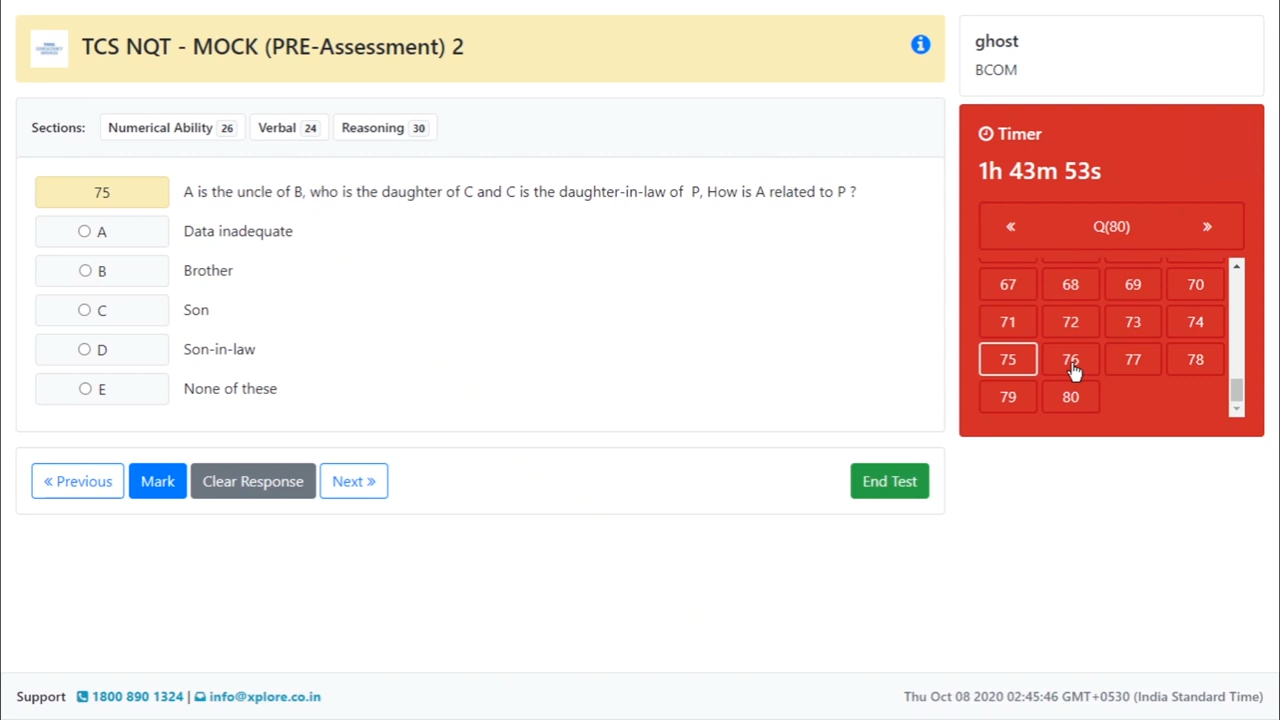 TCS NQT - MOCK (PRE-Assessment) 2
ghost
BCOM
Sections: Numerical Ability 26 Verbal 24 Reasoning 30
Timer
1h 43m 53s
« Q(80) »
67 68 69 70
71 72 73 74
75 76 77 78
79 80
75 A is the uncle of B, who is the daughter of C and C is the daughter-in-law of P, How is A related to P ?
A Data inadequate
B Brother
C Son
D Son-in-law
E None of these
« Previous Mark Clear Response Next » End Test
Support 1800 890 1324 | info@xplore.co.in
Thu Oct 08 2020 02:45:46 GMT+0530 (India Standard Time)